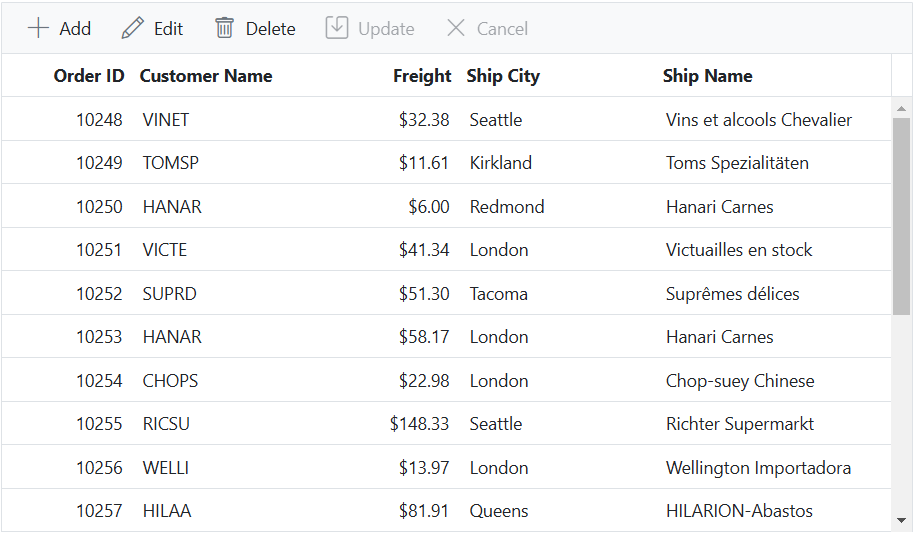 Add Edit Delete Update Cancel
Order ID Customer Name Freight Ship City Ship Name
10248 VINET $32.38 Seattle Vins et alcools Chevalier
10249 TOMSP $11.61 Kirkland Toms Spezialitäten
10250 HANAR $6.00 Redmond Hanari Carnes
10251 VICTE $41.34 London Victuailles en stock
10252 SUPRD $51.30 Tacoma Suprêmes délices
10253 HANAR $58.17 London Hanari Carnes
10254 CHOPS $22.98 London Chop-suey Chinese
10255 RICSU $148.33 Seattle Richter Supermarkt
10256 WELLI $13.97 London Wellington Importadora
10257 HILAA $81.91 Queens HILARION-Abastos